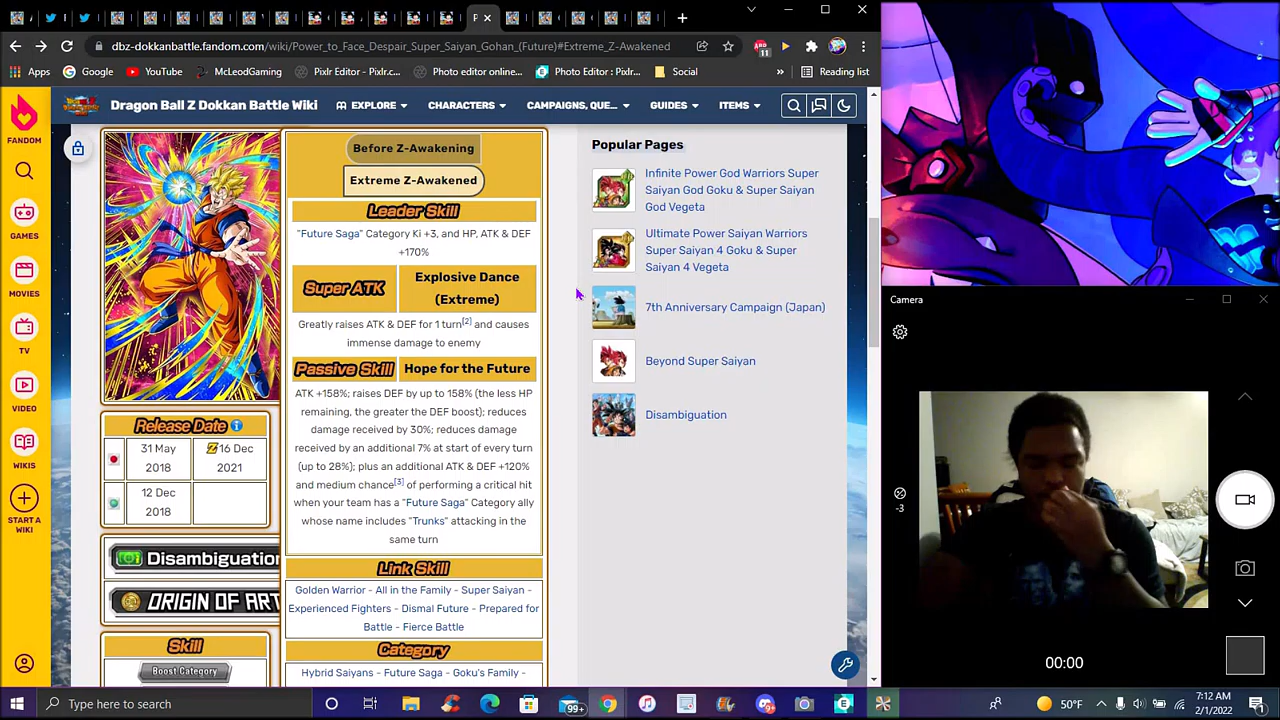 dbz-dokkanbattle.fandom.com/wiki/Power_to_Face_Despair_Super_Saiyan_Gohan_(Future)#Extreme_Z-Awakened
11
Apps
Google
YouTube
McLeodGaming
Pixlr Editor - Pixlr.c...
Photo editor online...
Photo Editor : Pixlr...
Social
»
Reading list
FANDOM
GAMES
MOVIES
TV
VIDEO
WIKIS
START A
WIKI
Dragon Ball Z Dokkan Battle Wiki
EXPLORE
CHARACTERS
CAMPAIGNS, QUE...
GUIDES
ITEMS
Before Z-Awakening
Extreme Z-Awakened
Leader Skill
"Future Saga" Category Ki +3, and HP, ATK & DEF
+170%
Super ATK
Explosive Dance
(Extreme)
Greatly raises ATK & DEF for 1 turn[2] and causes
immense damage to enemy
Passive Skill
Hope for the Future
ATK +158%; raises DEF by up to 158% (the less HP
remaining, the greater the DEF boost); reduces
damage received by 30%; reduces damage
received by an additional 7% at start of every turn
(up to 28%); plus an additional ATK & DEF +120%
and medium chance[3] of performing a critical hit
when your team has a "Future Saga" Category ally
whose name includes "Trunks" attacking in the
same turn
Link Skill
Golden Warrior - All in the Family - Super Saiyan -
Experienced Fighters - Dismal Future - Prepared for
Battle - Fierce Battle
Category
Hybrid Saiyans - Future Saga - Goku's Family -
Release Date
31 May
2018
Z 16 Dec
2021
12 Dec
2018
Disambiguation
ORIGIN OF ART
Skill
Boost Category
Popular Pages
Infinite Power God Warriors Super
Saiyan God Goku & Super Saiyan
God Vegeta
Ultimate Power Saiyan Warriors
Super Saiyan 4 Goku & Super
Saiyan 4 Vegeta
7th Anniversary Campaign (Japan)
Beyond Super Saiyan
Disambiguation
Camera
-3
00:00
Type here to search
99+
50°F
7:12 AM
2/1/2022
1